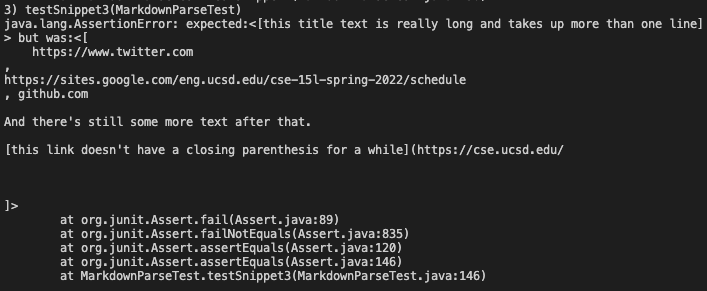 3) testSnippet3(MarkdownParseTest)
java.lang.AssertionError: expected:<[this title text is really long and takes up more than one line]
> but was:<[
    https://www.twitter.com
,
https://sites.google.com/eng.ucsd.edu/cse-15l-spring-2022/schedule
, github.com

And there's still some more text after that.

[this link doesn't have a closing parenthesis for a while](https://cse.ucsd.edu/



]>
        at org.junit.Assert.fail(Assert.java:89)
        at org.junit.Assert.failNotEquals(Assert.java:835)
        at org.junit.Assert.assertEquals(Assert.java:120)
        at org.junit.Assert.assertEquals(Assert.java:146)
        at MarkdownParseTest.testSnippet3(MarkdownParseTest.java:146)